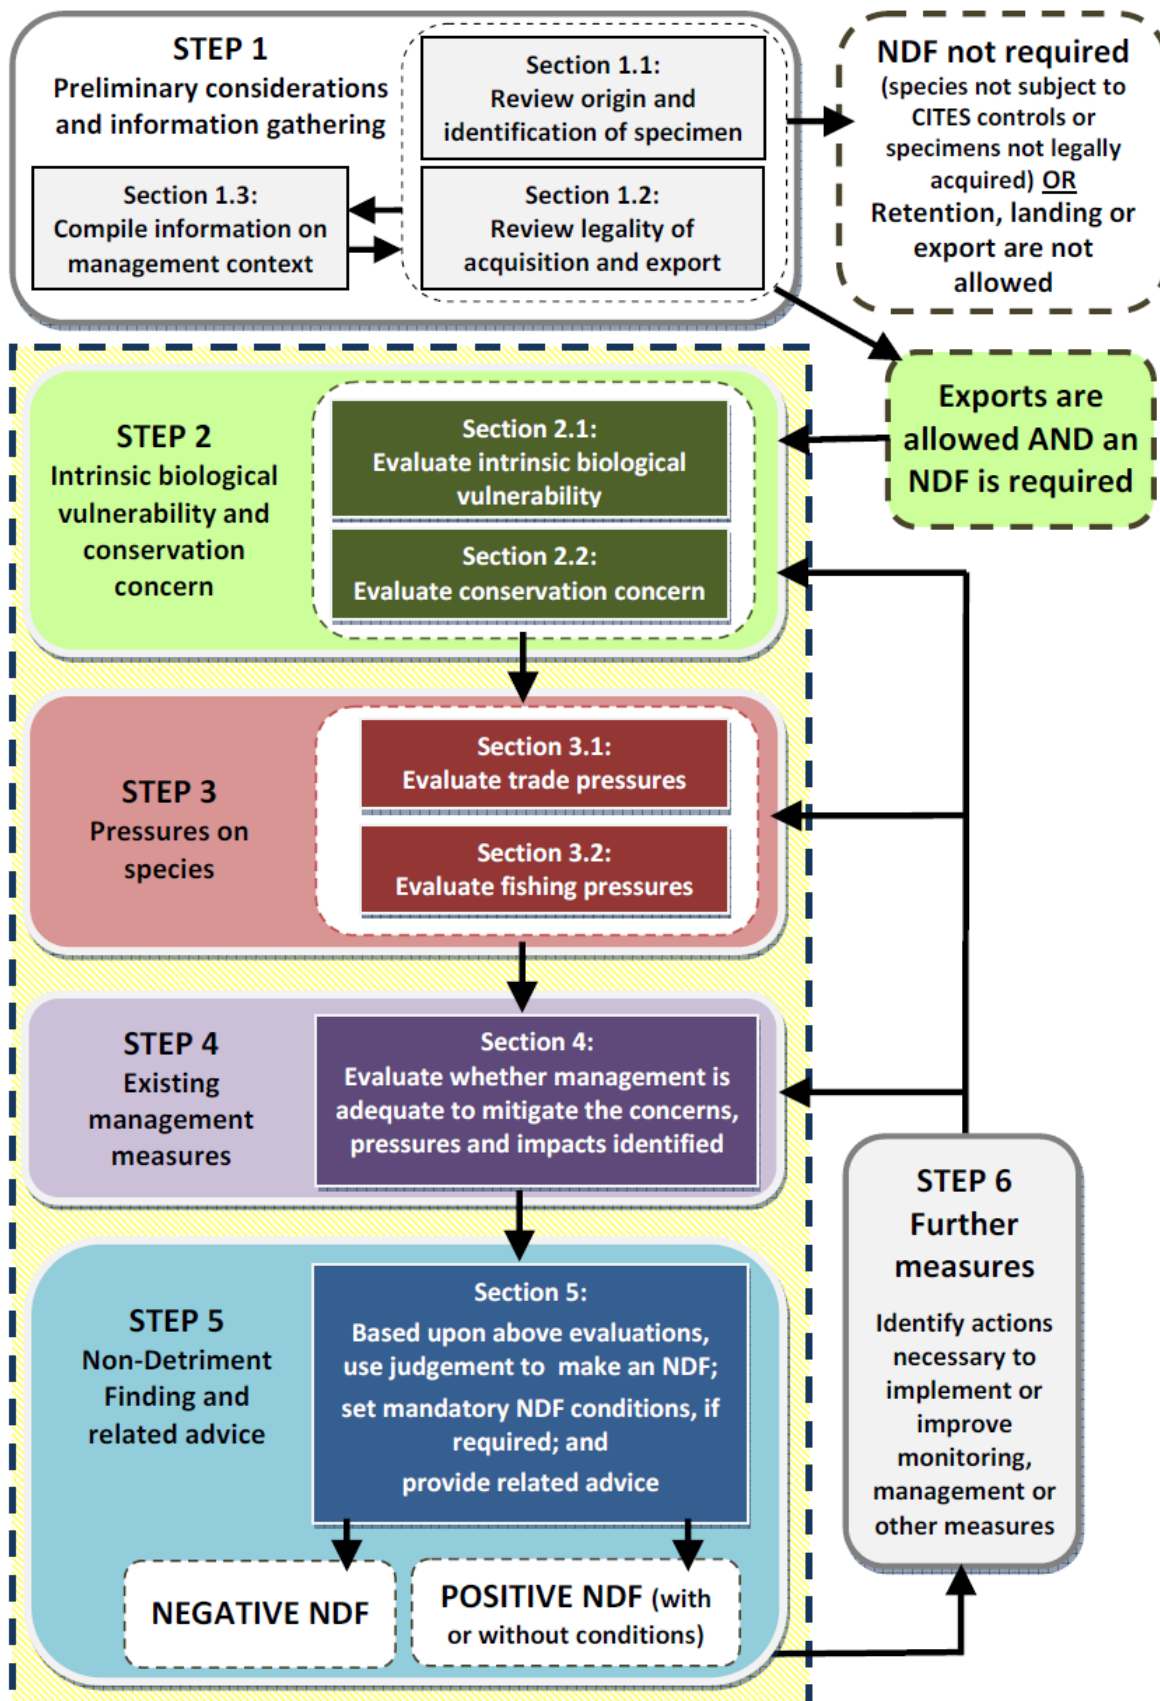 STEP 1
Preliminary considerations
and information gathering
Section 1.1:
Review origin and
identification of specimen
Section 1.2:
Review legality of
acquisition and export
Section 1.3:
Compile information on
management context
NDF not required
(species not subject to
CITES controls or
specimens not legally
acquired) OR
Retention, landing or
export are not
allowed
Exports are
allowed AND an
NDF is required
STEP 2
Intrinsic biological
vulnerability and
conservation
concern
Section 2.1:
Evaluate intrinsic biological
vulnerability
Section 2.2:
Evaluate conservation concern
STEP 3
Pressures on
species
Section 3.1:
Evaluate trade pressures
Section 3.2:
Evaluate fishing pressures
STEP 4
Existing
management
measures
Section 4:
Evaluate whether management is
adequate to mitigate the concerns,
pressures and impacts identified
STEP 5
Non-Detriment
Finding and
related advice
Section 5:
Based upon above evaluations,
use judgement to make an NDF;
set mandatory NDF conditions, if
required; and
provide related advice
NEGATIVE NDF
POSITIVE NDF (with
or without conditions)
STEP 6
Further
measures
Identify actions
necessary to
implement or
improve
monitoring,
management or
other measures